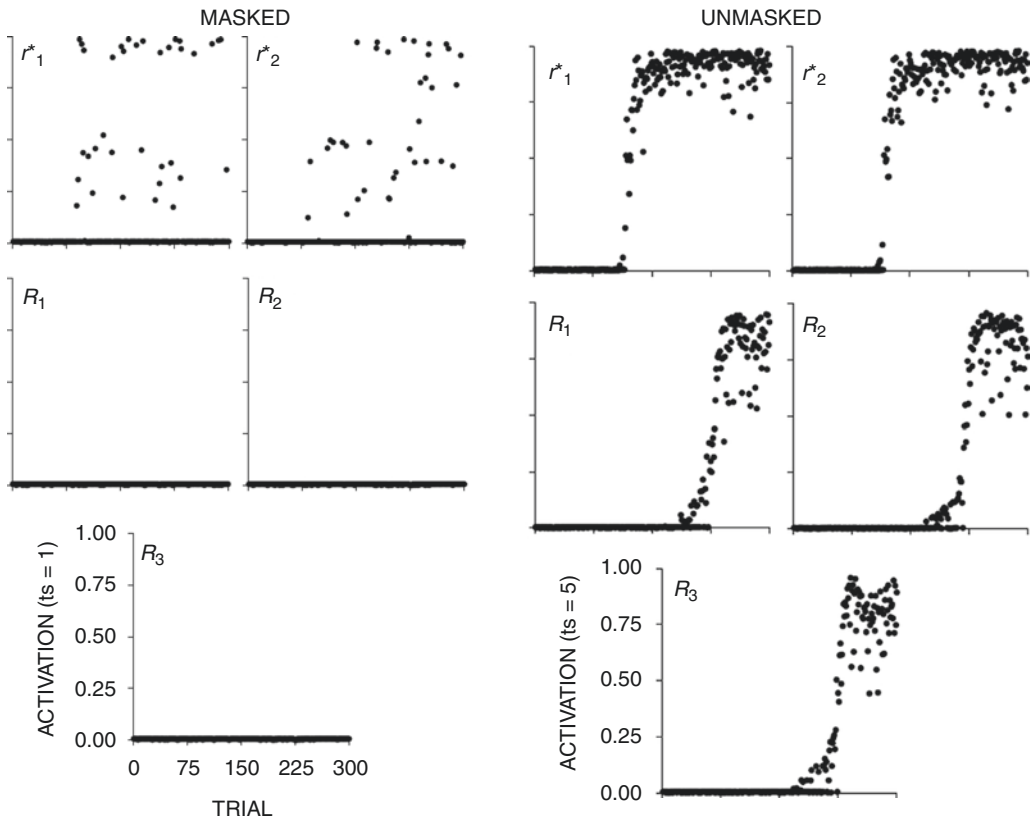 MASKED
UNMASKED
r*1
r*2
r*1
r*2
R1
R2
R1
R2
ACTIVATION (ts = 1)
1.00
0.75
0.50
0.25
0.00
R3
0
75
150
225
300
TRIAL
ACTIVATION (ts = 5)
1.00
0.75
0.50
0.25
0.00
R3